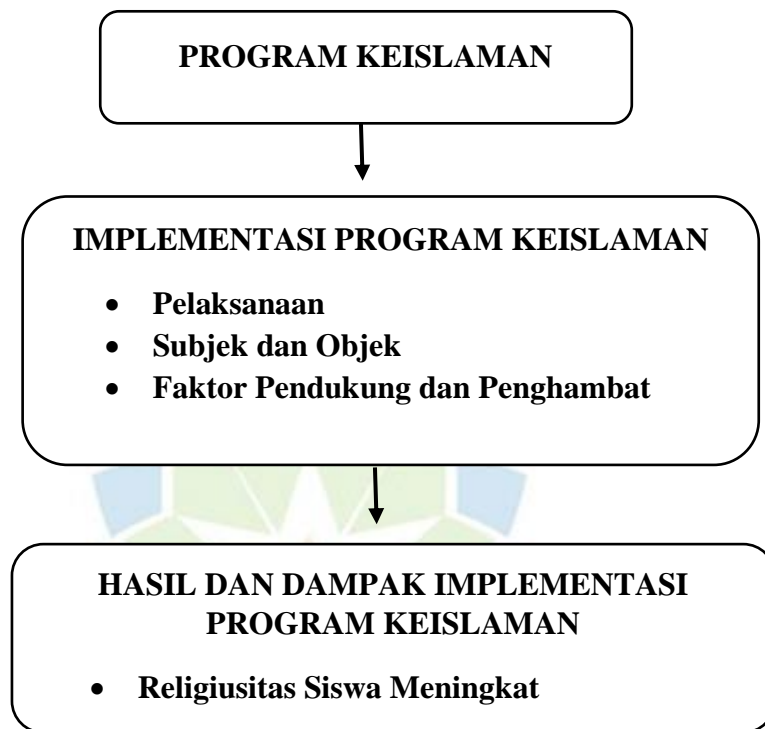 PROGRAM KEISLAMAN
IMPLEMENTASI PROGRAM KEISLAMAN
• Pelaksanaan
• Subjek dan Objek
• Faktor Pendukung dan Penghambat
HASIL DAN DAMPAK IMPLEMENTASI
PROGRAM KEISLAMAN
• Religiusitas Siswa Meningkat